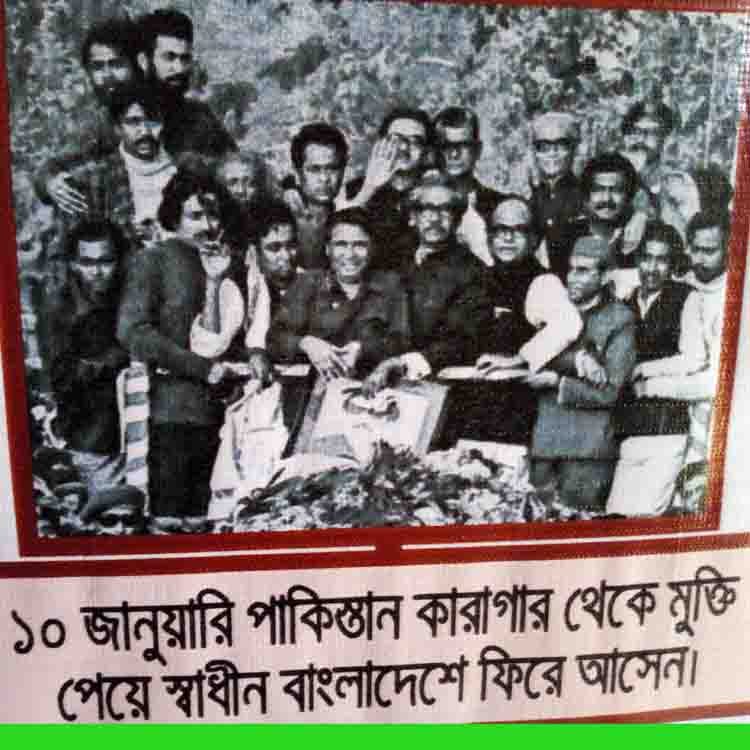 ১০ জানুয়ারি পাকিস্তান কারাগার থেকে মুক্তি
পেয়ে স্বাধীন বাংলাদেশে ফিরে আসেন।